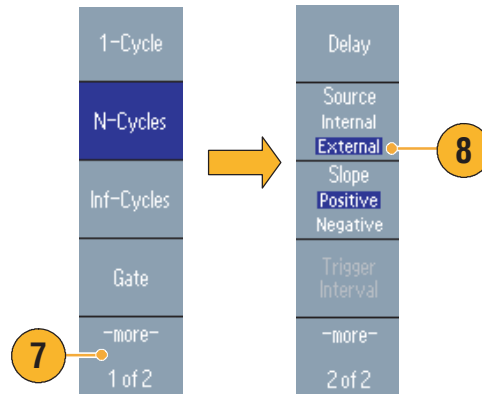 1-Cycle
N-Cycles
Inf-Cycles
Gate
-more-
1 of 2
7
Delay
Source
Internal
External
8
Slope
Positive
Negative
Trigger
Interval
-more-
2 of 2